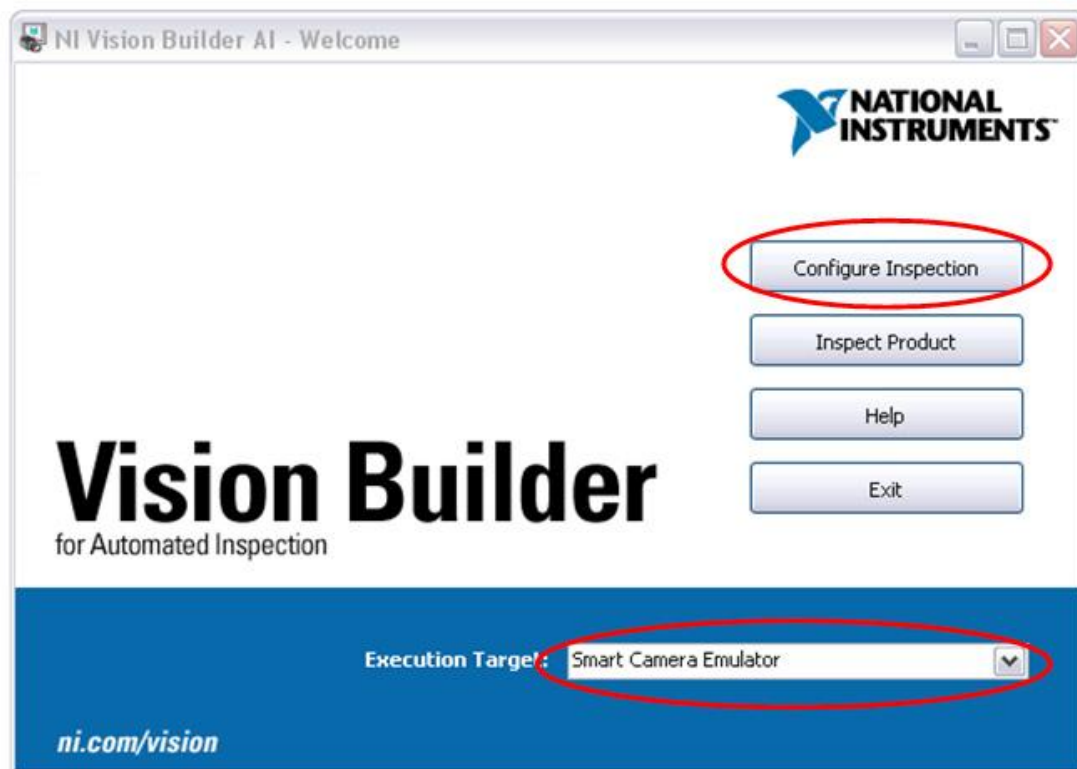 NI Vision Builder AI - Welcome
NATIONAL
INSTRUMENTS™
Configure Inspection
Inspect Product
Help
Exit
Vision Builder
for Automated Inspection
Execution Target: Smart Camera Emulator
ni.com/vision